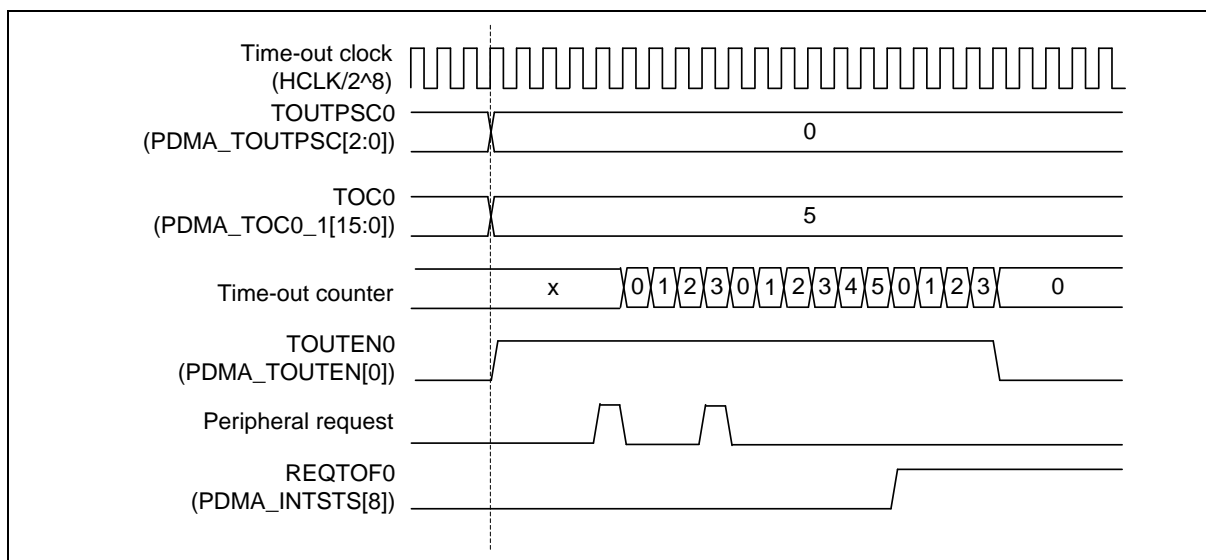 Time-out clock
(HCLK/2^8)
TOUTPSC0
(PDMA_TOUTPSC[2:0])
0
TOC0
(PDMA_TOC0_1[15:0])
5
Time-out counter
x 0 1 2 3 0 1 2 3 4 5 0 1 2 3 0
TOUTEN0
(PDMA_TOUTEN[0])
Peripheral request
REQTOF0
(PDMA_INTSTS[8])